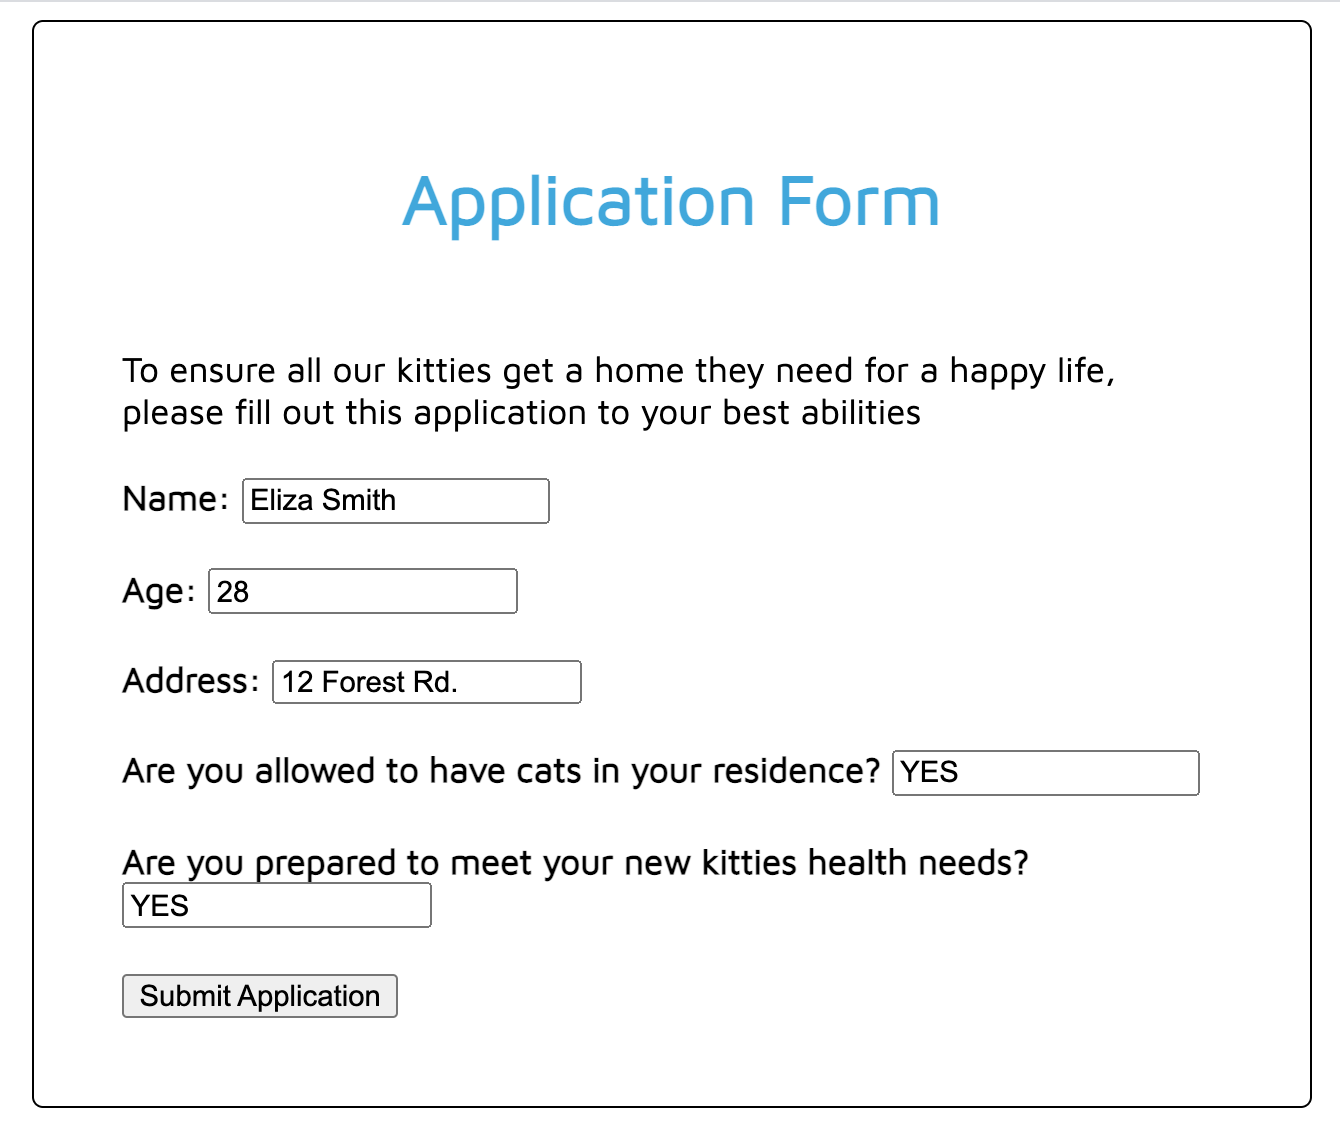 Application Form
To ensure all our kitties get a home they need for a happy life,
please fill out this application to your best abilities
Name: Eliza Smith
Age: 28
Address: 12 Forest Rd.
Are you allowed to have cats in your residence? YES
Are you prepared to meet your new kitties health needs?
YES
Submit Application